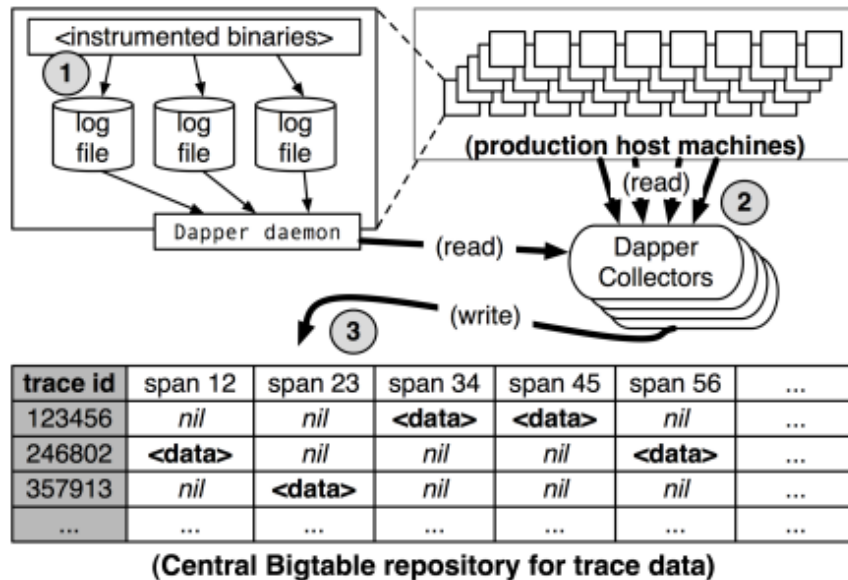 <instrumented binaries>
1
log file
log file
log file
Dapper daemon
(production host machines)
(read)
2
(read)
Dapper Collectors
(write)
3
trace id span 12 span 23 span 34 span 45 span 56 ...
123456 nil nil <data> <data> nil ...
246802 <data> nil nil nil <data> ...
357913 nil <data> nil nil nil ...
... ... ... ... ... ... ...
(Central Bigtable repository for trace data)